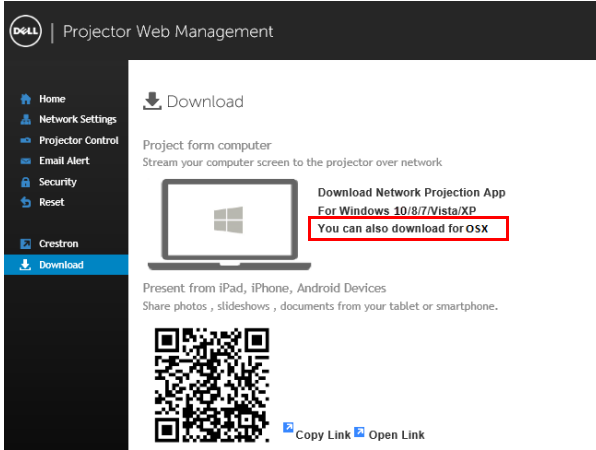 DELL | Projector Web Management
Home
Network Settings
Projector Control
Email Alert
Security
Reset
Crestron
Download
Download
Project form computer
Stream your computer screen to the projector over network
Download Network Projection App
For Windows 10/8/7/Vista/XP
You can also download for OSX
Present from iPad, iPhone, Android Devices
Share photos , slideshows , documents from your tablet or smartphone.
Copy Link Open Link